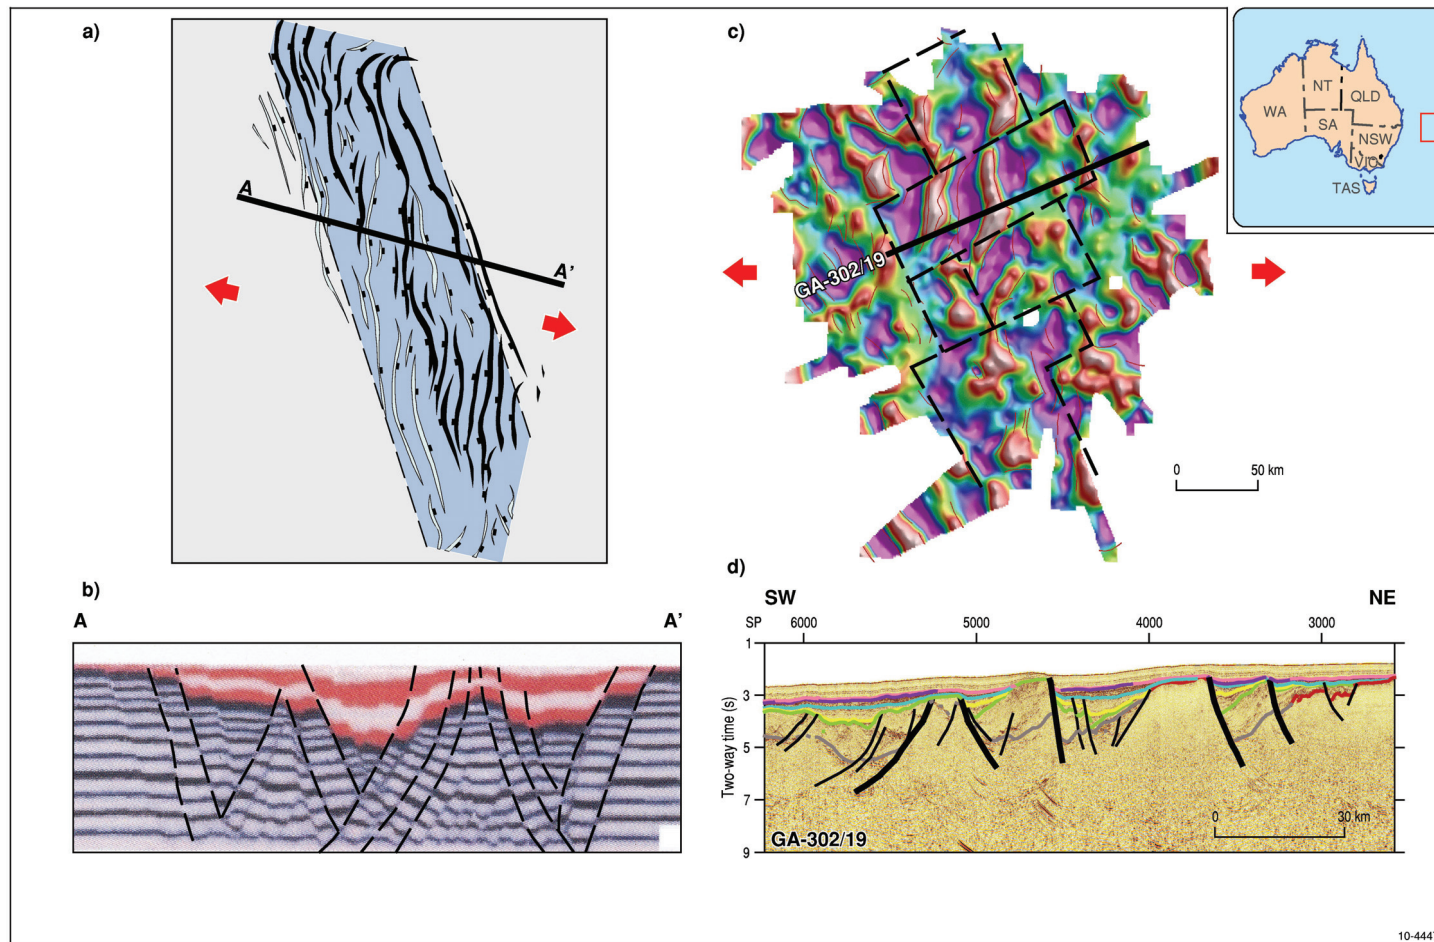 a)
A
A'
b)
A
A'
c)
GA-302/19
0
50 km
WA
NT
QLD
SA
NSW
VIC
TAS
d)
SW
NE
SP
6000
5000
4000
3000
1
3
5
7
9
Two-way time (s)
0
30 km
GA-302/19